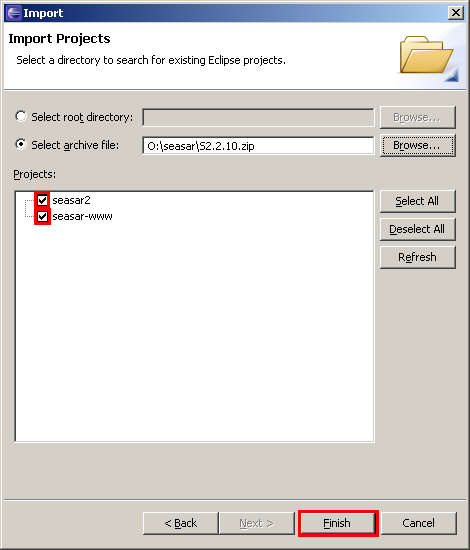 Import
Import Projects
Select a directory to search for existing Eclipse projects.
Select root directory: Browse...
Select archive file: O:\seasar\S2.2.10.zip Browse...
Projects:
seasar2
seasar-www
Select All
Deselect All
Refresh
< Back Next > Finish Cancel